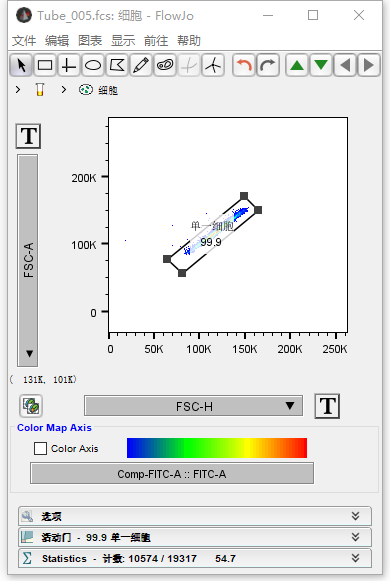 Tube_005.fcs: 细胞 - FlowJo
文件 编辑 图表 显示 前往 帮助
T
> > 细胞
T
200K
100K
0
FSC-A
单一细胞
99.9
0 50K 100K 150K 200K 250K
( 131K, 101K)
FSC-H
T
Color Map Axis
Color Axis
Comp-FITC-A :: FITC-A
选项
活动门 - 99.9 单一细胞
Σ Statistics - 计数: 10574 / 19317 54.7